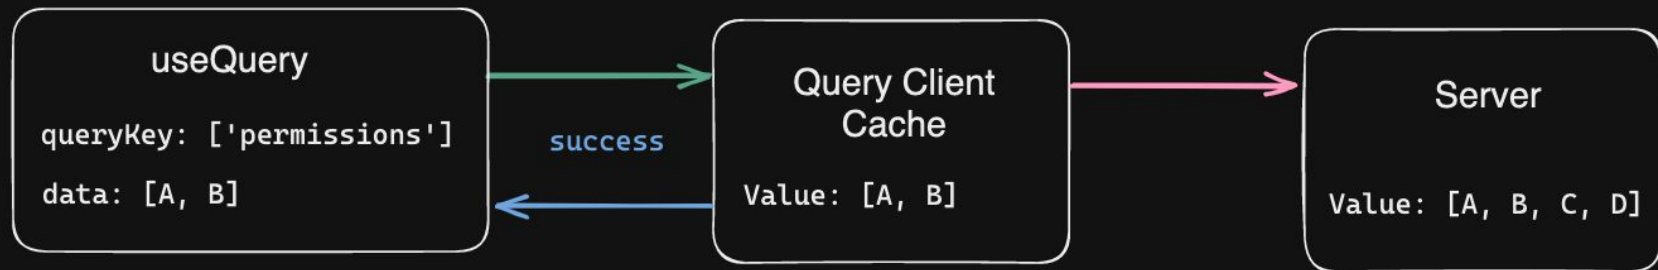 useQuery
queryKey: ['permissions']
data: [A, B]
success
Query Client
Cache
Value: [A, B]
Server
Value: [A, B, C, D]